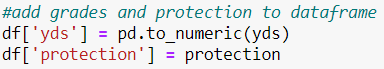 #add grades and protection to dataframe
df['yds'] = pd.to_numeric(yds)
df['protection'] = protection